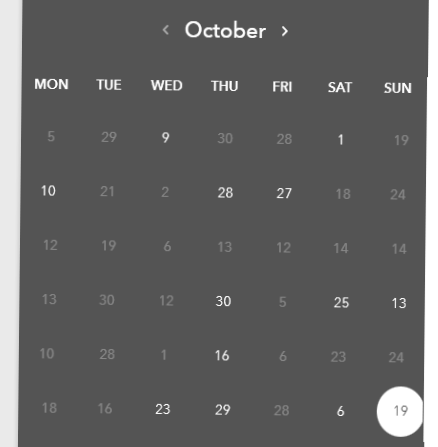 ‹ October ›
MON TUE WED THU FRI SAT SUN
5 29 9 30 28 1 19
10 21 2 28 27 18 24
12 19 6 13 12 14 14
13 30 12 30 5 25 13
10 28 1 16 6 23 24
18 16 23 29 28 6 19